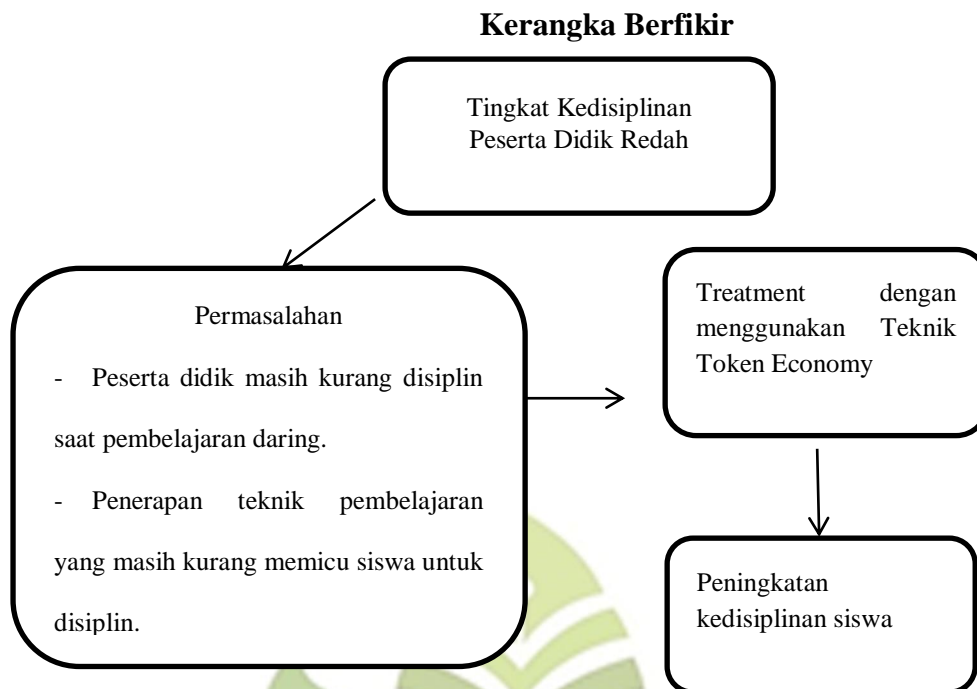 Kerangka Berfikir
Tingkat Kedisiplinan
Peserta Didik Redah
Permasalahan
- Peserta didik masih kurang disiplin
saat pembelajaran daring.
- Penerapan teknik pembelajaran
yang masih kurang memicu siswa untuk
disiplin.
Treatment dengan
menggunakan Teknik
Token Economy
Peningkatan
kedisiplinan siswa